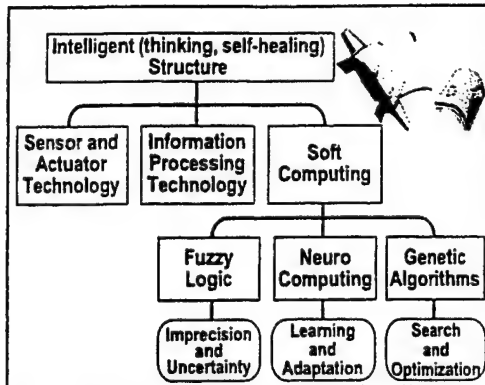 Intelligent (thinking, self-healing)
Structure
Sensor and
Actuator
Technology
Information
Processing
Technology
Soft
Computing
Fuzzy
Logic
Neuro
Computing
Genetic
Algorithms
Imprecision
and
Uncertainty
Learning
and
Adaptation
Search
and
Optimization